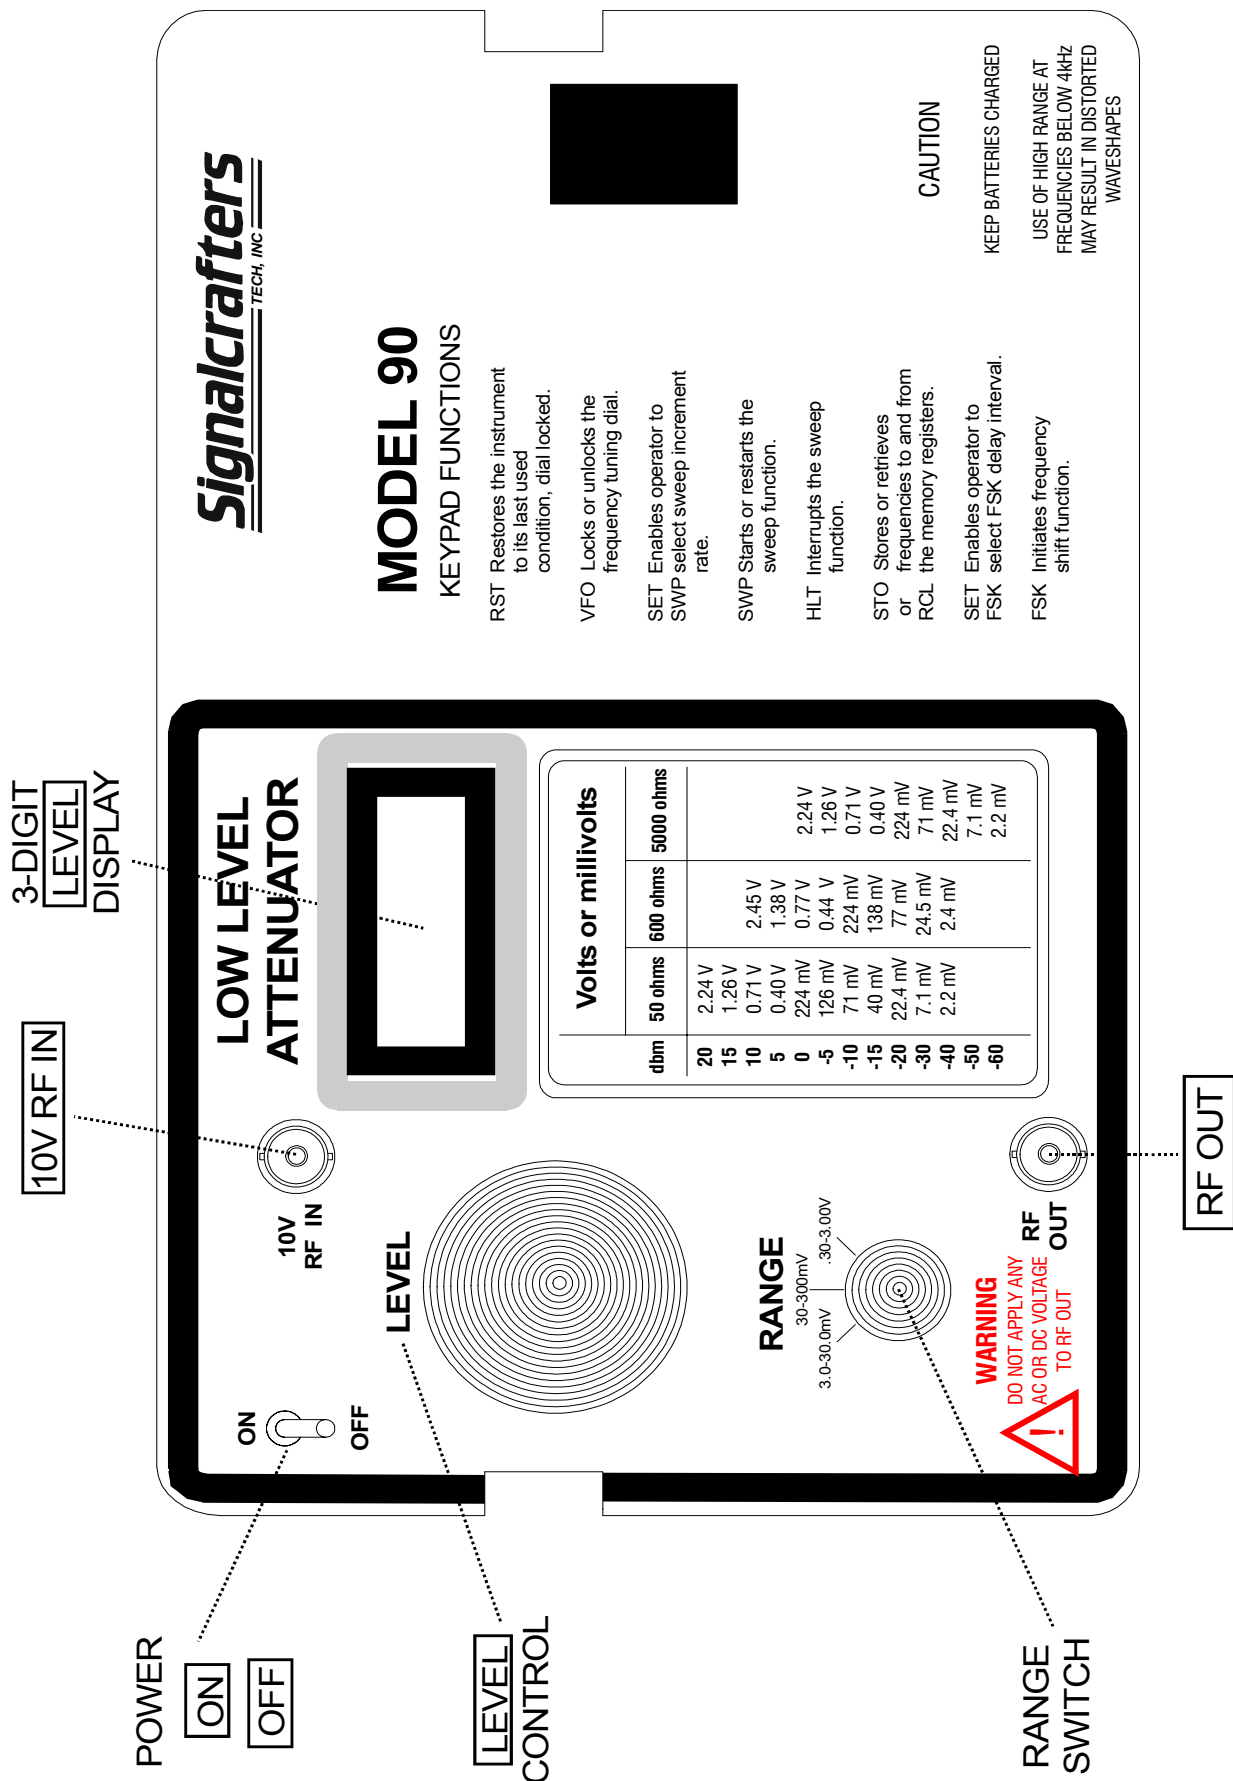 POWER
ON
OFF
10V RF IN
3-DIGIT
LEVEL
DISPLAY
ON
OFF
10V
RF IN
LOW LEVEL
ATTENUATOR
LEVEL
LEVEL
CONTROL
RANGE
3.0-30.0mV
30-300mV
.30-3.00V
Volts or millivolts
dbm 50 ohms 600 ohms 5000 ohms
20 2.24 V
15 1.26 V
10 0.71 V 2.45 V
5 0.40 V 1.38 V
0 224 mV 0.77 V 2.24 V
-5 126 mV 0.44 V 1.26 V
-10 71 mV 224 mV 0.71 V
-15 40 mV 138 mV 0.40 V
-20 22.4 mV 77 mV 224 mV
-30 7.1 mV 24.5 mV 71 mV
-40 2.2 mV 2.4 mV 22.4 mV
-50 7.1 mV
-60 2.2 mV
!
WARNING
DO NOT APPLY ANY
AC OR DC VOLTAGE
TO RF OUT
RF
OUT
RANGE
SWITCH
RF OUT
Signalcrafters
TECH, INC
MODEL 90
KEYPAD FUNCTIONS
RST Restores the instrument
to its last used
condition, dial locked.
VFO Locks or unlocks the
frequency tuning dial.
SET Enables operator to
SWP select sweep increment
rate.
SWP Starts or restarts the
sweep function.
HLT Interrupts the sweep
function.
STO Stores or retrieves
or frequencies to and from
RCL the memory registers.
SET Enables operator to
FSK select FSK delay interval.
FSK Initiates frequency
shift function.
CAUTION
KEEP BATTERIES CHARGED
USE OF HIGH RANGE AT
FREQUENCIES BELOW 4kHz
MAY RESULT IN DISTORTED
WAVESHAPES